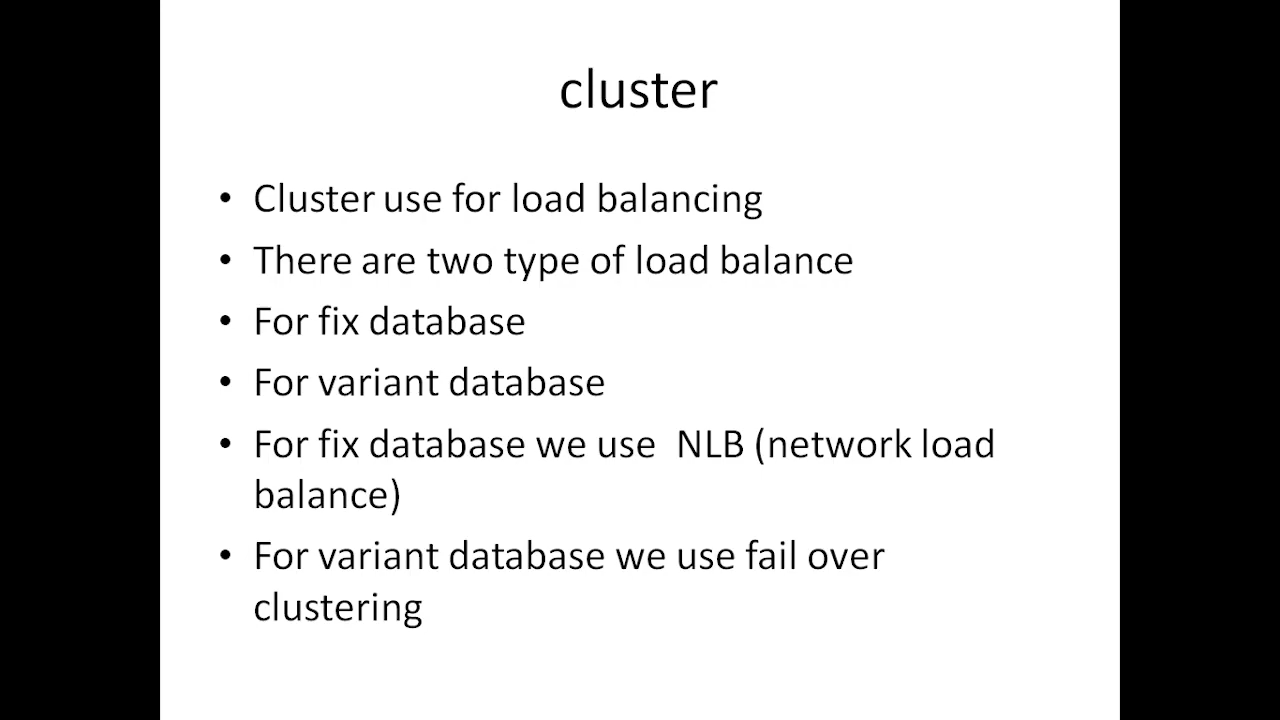 cluster
• Cluster use for load balancing
• There are two type of load balance
• For fix database
• For variant database
• For fix database we use  NLB (network load
balance)
• For variant database we use fail over
clustering